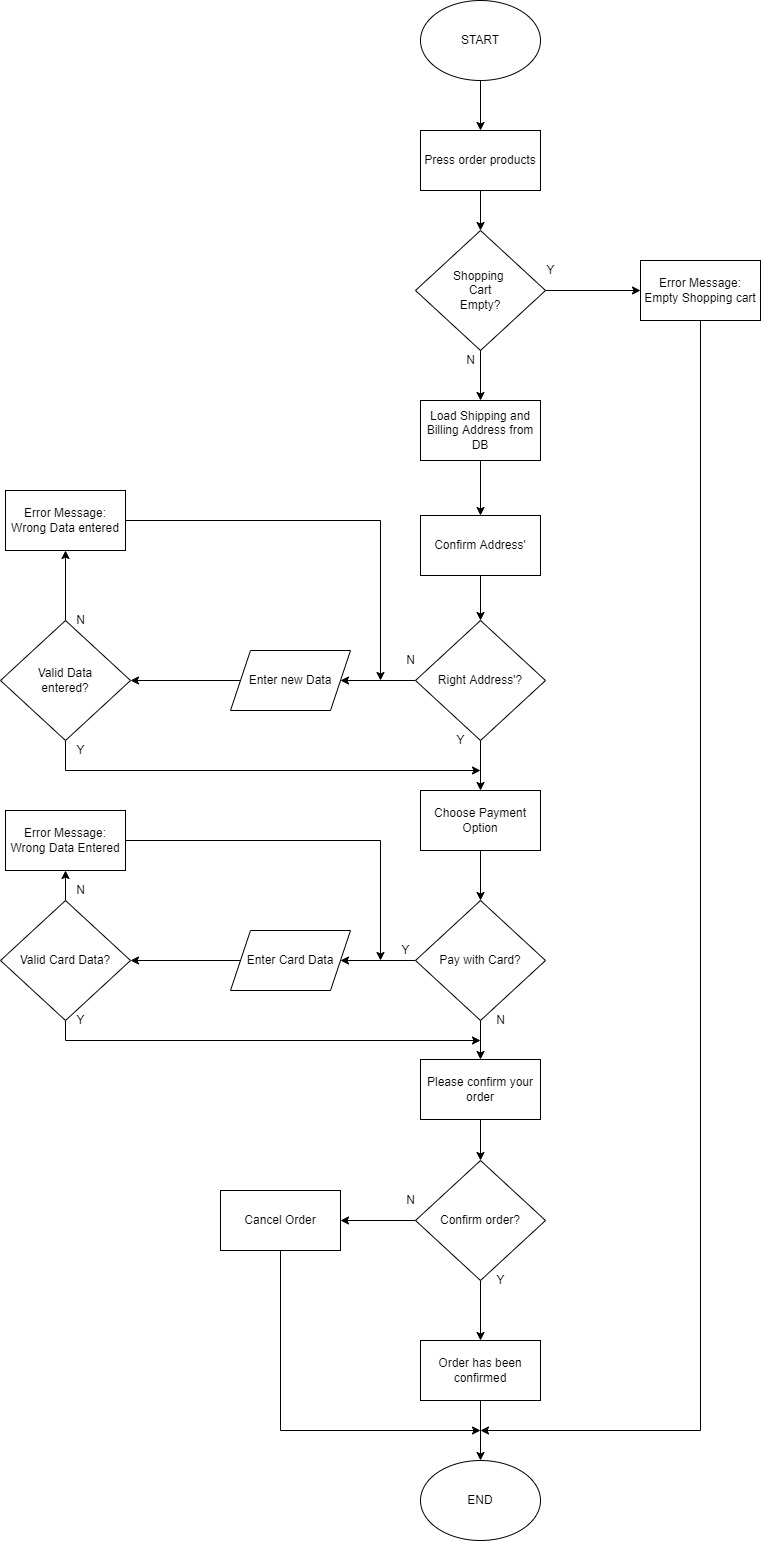 START
Press order products
Shopping
Cart
Empty?
Y
Error Message:
Empty Shopping cart
N
Load Shipping and
Billing Address from
DB
Confirm Address'
Error Message:
Wrong Data entered
N
Valid Data
entered?
Enter new Data
N
Right Address'?
Y
Y
Choose Payment
Option
Error Message:
Wrong Data Entered
N
Valid Card Data?
Enter Card Data
Y
Pay with Card?
Y
N
Please confirm your
order
Cancel Order
N
Confirm order?
Y
Order has been
confirmed
END